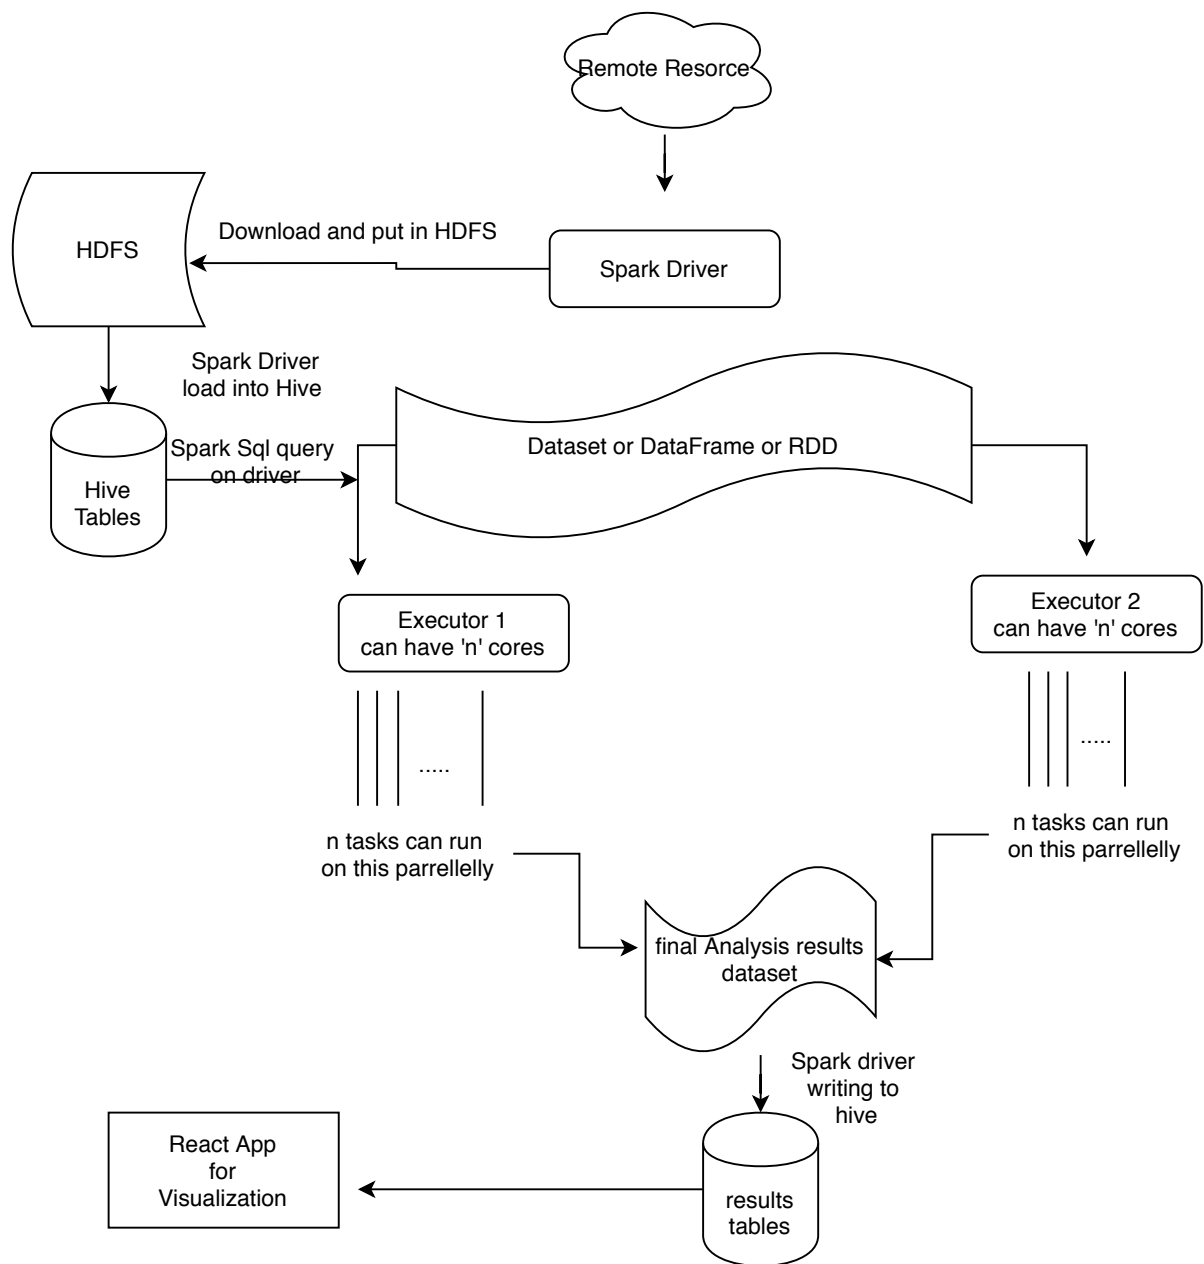 Remote Resorce
HDFS
Download and put in HDFS
Spark Driver
Spark Driver
load into Hive
Spark Sql query
on driver
Dataset or DataFrame or RDD
Hive
Tables
Executor 1
can have 'n' cores
Executor 2
can have 'n' cores
.....
.....
n tasks can run
on this parrellelly
n tasks can run
on this parrellelly
final Analysis results
dataset
Spark driver
writing to
hive
React App
for
Visualization
results
tables